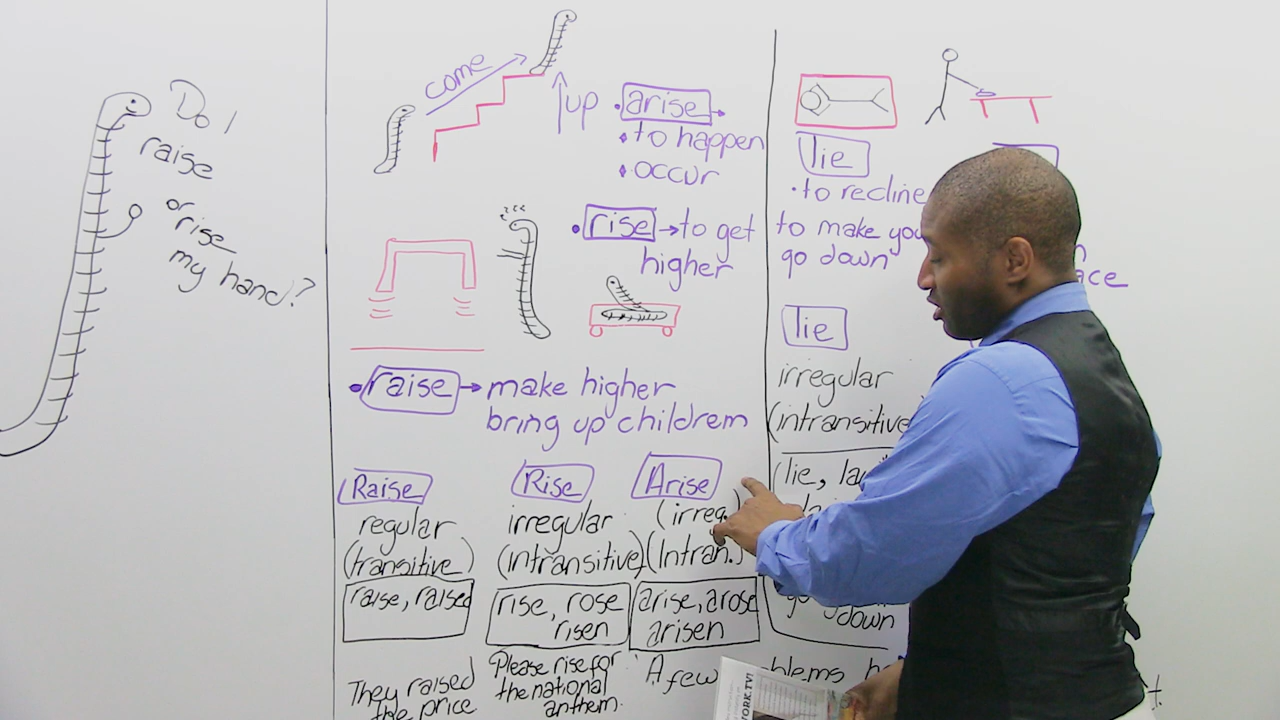 Do I
raise
or
rise
my hand?
come
up
arise
to happen
occur
zzz
rise → to get
higher
raise → make higher
bring up childrem
Raise
regular
(transitive)
raise, raised
They raised
the price
Rise
irregular
(intransitive)
rise, rose
risen
Please rise for
the national
anthem.
Arise
(irreg.)
(Intran.)
arise, arose
arisen
A few
lie
to recline
to make you
go down
lie
irregular
(intransitive
lie,
go
down